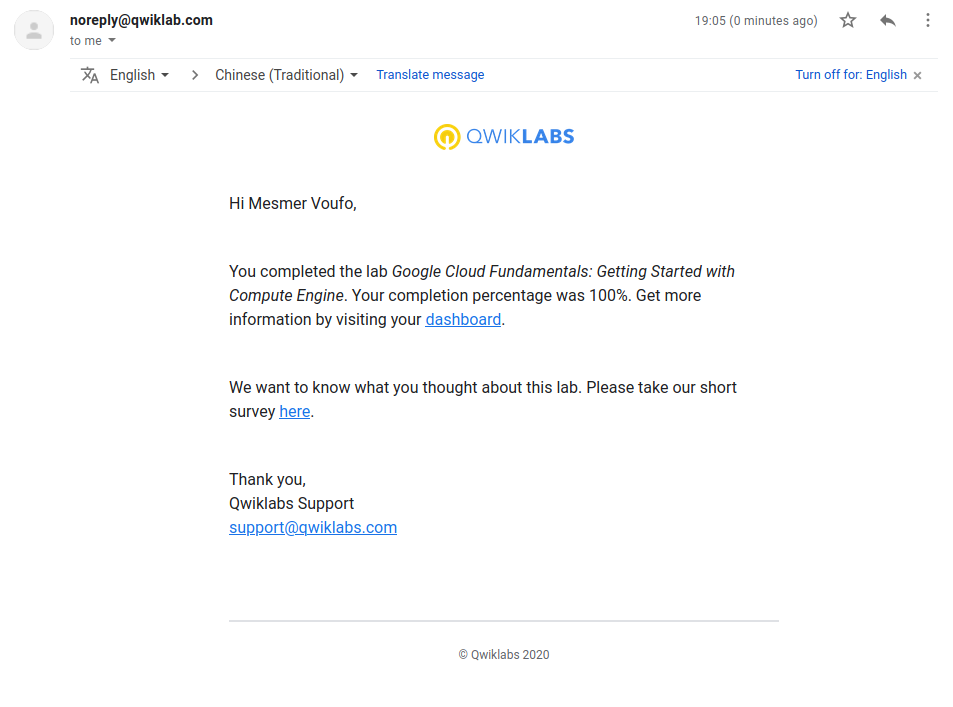 noreply@qwiklab.com
19:05 (0 minutes ago)
to me
English
Chinese (Traditional)
Translate message
Turn off for: English
QWIKLABS
Hi Mesmer Voufo,
You completed the lab Google Cloud Fundamentals: Getting Started with
Compute Engine. Your completion percentage was 100%. Get more
information by visiting your dashboard.
We want to know what you thought about this lab. Please take our short
survey here.
Thank you,
Qwiklabs Support
support@qwiklabs.com
© Qwiklabs 2020